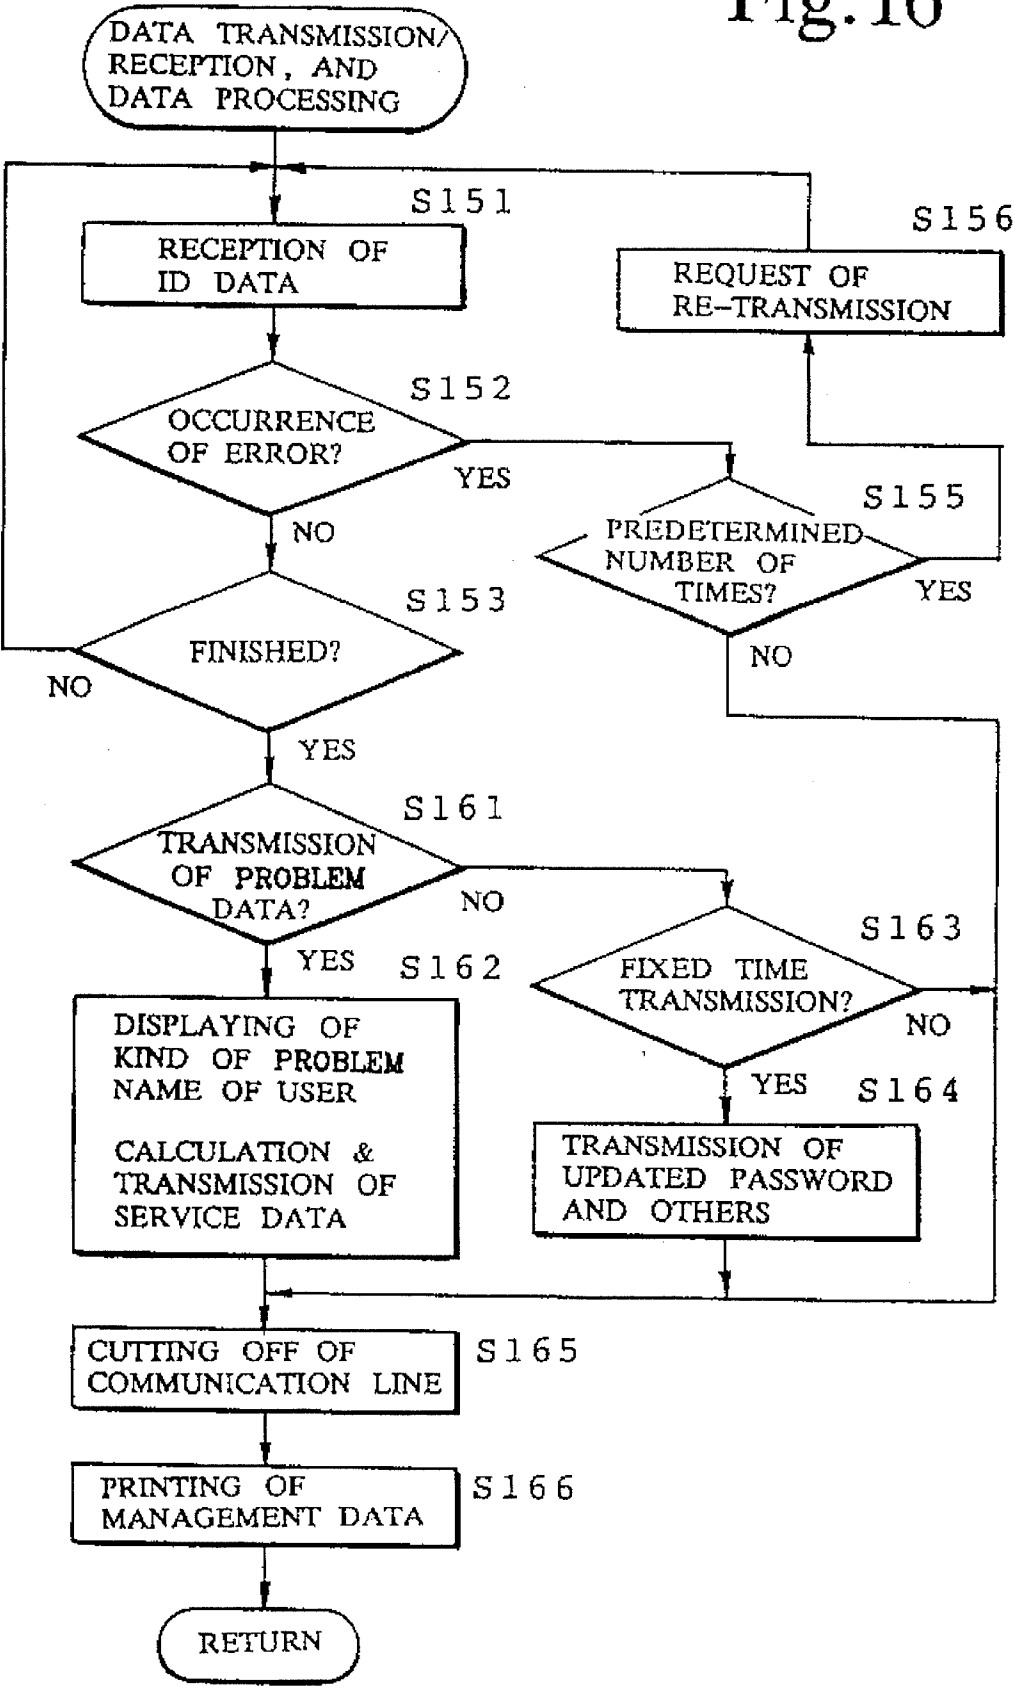 Fig. 16
DATA TRANSMISSION/
RECEPTION, AND
DATA PROCESSING
S151
RECEPTION OF
ID DATA
S156
REQUEST OF
RE-TRANSMISSION
S152
OCCURRENCE
OF ERROR?
YES
NO
S155
PREDETERMINED
NUMBER OF
TIMES?
YES
NO
S153
FINISHED?
NO
YES
S161
TRANSMISSION
OF PROBLEM
DATA?
NO
YES
S163
FIXED TIME
TRANSMISSION?
NO
YES
S162
DISPLAYING OF
KIND OF PROBLEM
NAME OF USER
CALCULATION &
TRANSMISSION OF
SERVICE DATA
S164
TRANSMISSION OF
UPDATED PASSWORD
AND OTHERS
CUTTING OFF OF
COMMUNICATION LINE
S165
PRINTING OF
MANAGEMENT DATA
S166
RETURN